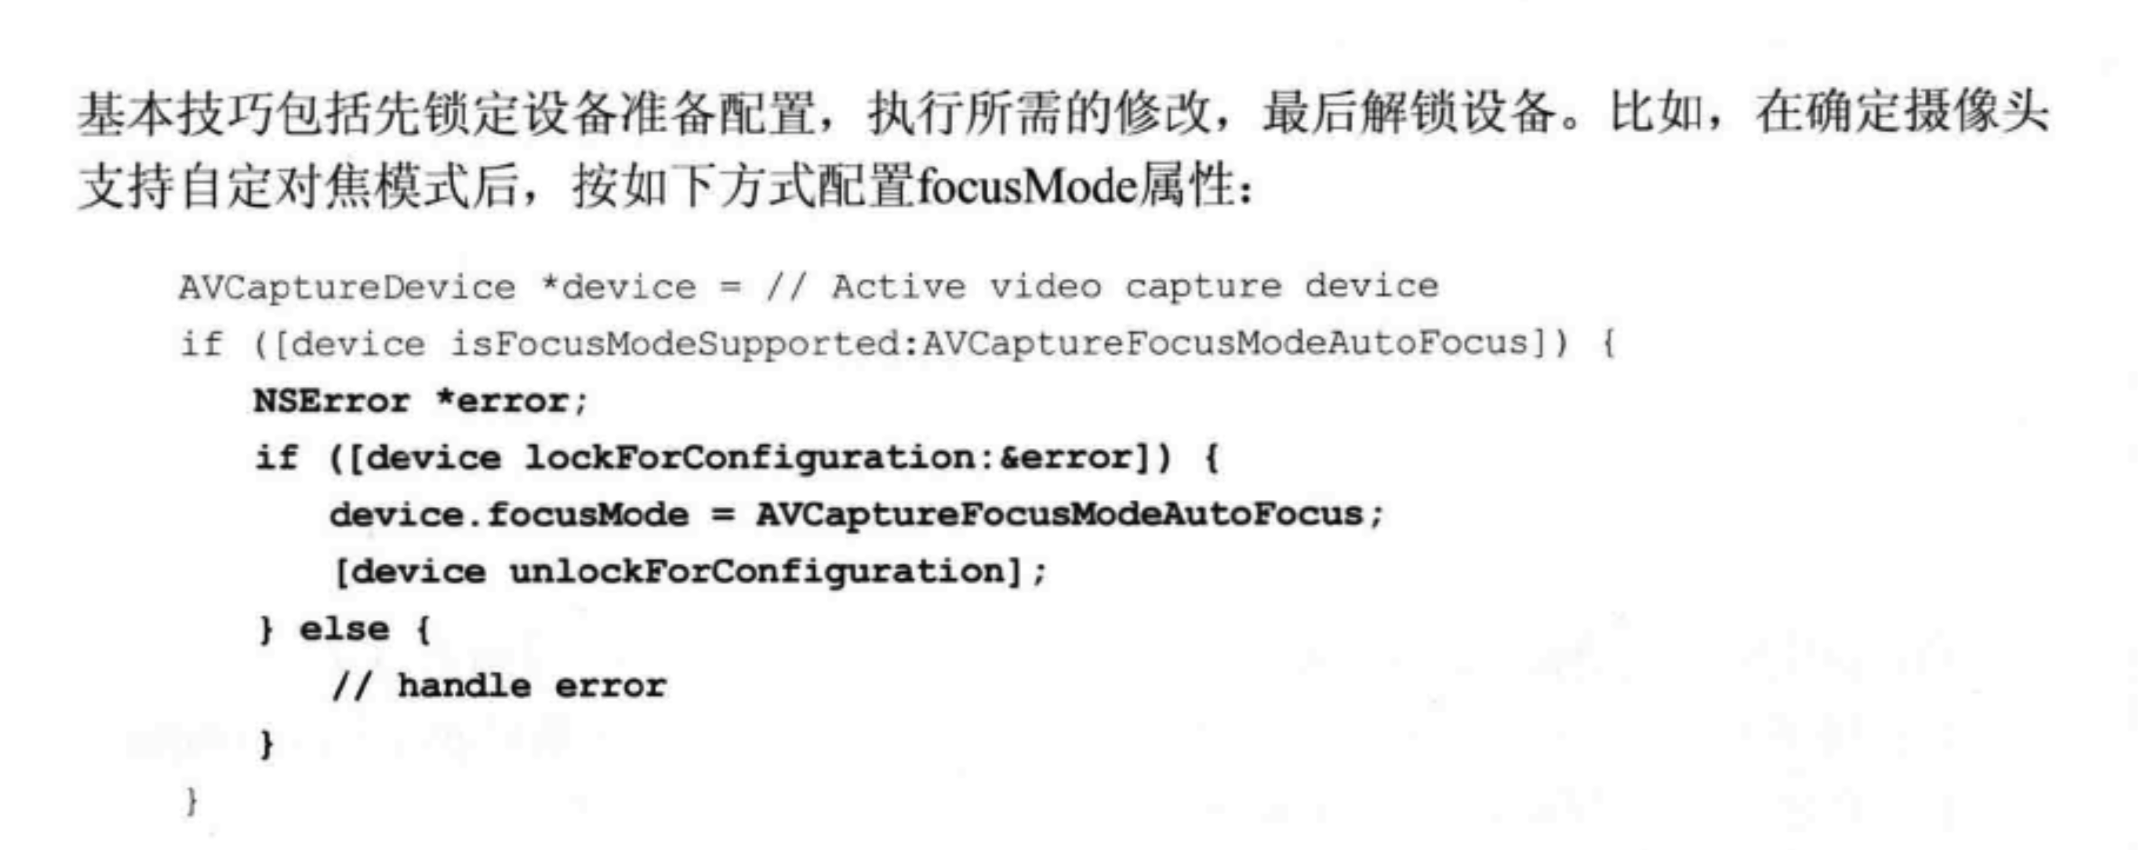 基本技巧包括先锁定设备准备配置，执行所需的修改，最后解锁设备。比如，在确定摄像头
支持自定对焦模式后，按如下方式配置focusMode属性：
AVCaptureDevice *device = // Active video capture device
if ([device isFocusModeSupported:AVCaptureFocusModeAutoFocus]) {
NSError *error;
if ([device lockForConfiguration:&error]) {
device.focusMode = AVCaptureFocusModeAutoFocus;
[device unlockForConfiguration];
} else {
// handle error
}
}